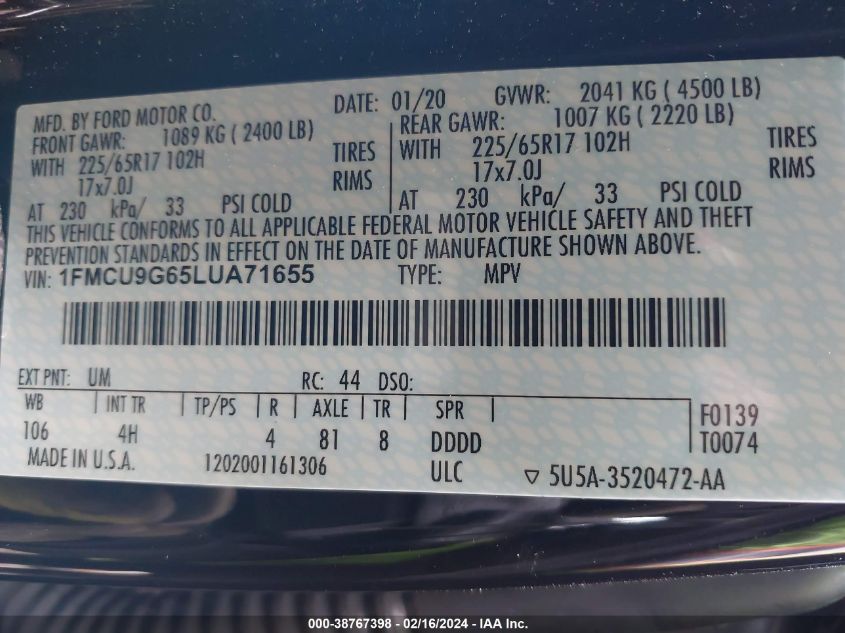 MFD. BY FORD MOTOR CO. DATE: 01/20 GVWR: 2041 KG ( 4500 LB)
FRONT GAWR: 1089 KG ( 2400 LB) REAR GAWR: 1007 KG ( 2220 LB)
WITH 225/65R17 102H TIRES WITH 225/65R17 102H TIRES
17x7.0J RIMS 17x7.0J RIMS
AT 230 kPa/ 33 PSI COLD AT 230 kPa/ 33 PSI COLD
THIS VEHICLE CONFORMS TO ALL APPLICABLE FEDERAL MOTOR VEHICLE SAFETY AND THEFT
PREVENTION STANDARDS IN EFFECT ON THE DATE OF MANUFACTURE SHOWN ABOVE.
VIN: 1FMCU9G65LUA71655 TYPE: MPV
EXT PNT: UM RC: 44 DSO:
WB INT TR TP/PS R AXLE TR SPR F0139
106 4H 4 81 8 DDDD T0074
MADE IN U.S.A. 1202001161306 ULC ▽ 5U5A-3520472-AA
000-38767398 - 02/16/2024 - IAA Inc.